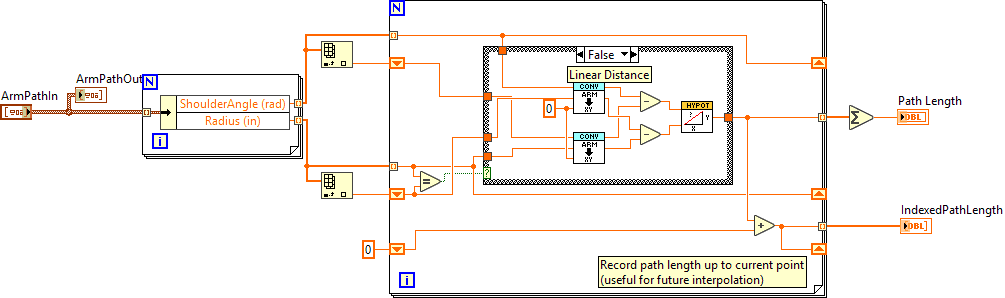 ArmPathIn
ArmPathOut
N
ShoulderAngle (rad)
Radius (in)
i
N
False
Linear Distance
CONV
ARM
XY
0
CONV
ARM
XY
HYPOT
Y
X
?
0
Path Length
DBL
IndexedPathLength
DBL
Record path length up to current point
(useful for future interpolation)
i